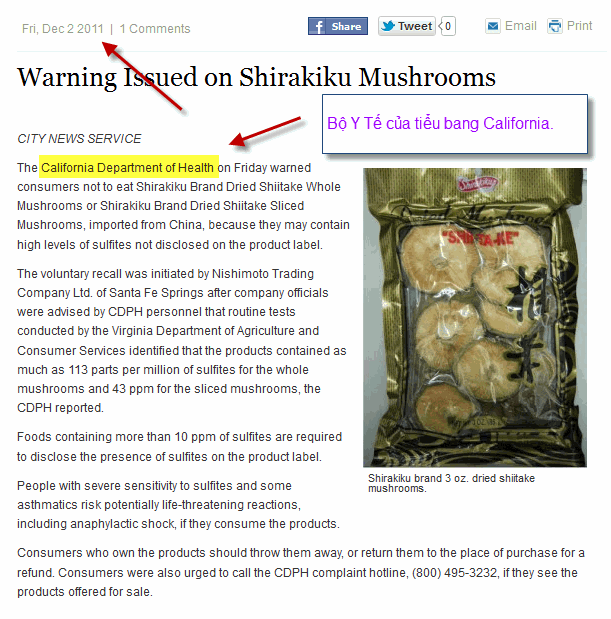 Fri, Dec 2 2011 | 1 Comments
Share
Tweet
0
Email
Print
Warning Issued on Shirakiku Mushrooms
Bộ Y Tế của tiểu bang California.
CITY NEWS SERVICE
The California Department of Health on Friday warned
consumers not to eat Shirakiku Brand Dried Shiitake Whole
Mushrooms or Shirakiku Brand Dried Shiitake Sliced
Mushrooms, imported from China, because they may contain
high levels of sulfites not disclosed on the product label.
The voluntary recall was initiated by Nishimoto Trading
Company Ltd. of Santa Fe Springs after company officials
were advised by CDPH personnel that routine tests
conducted by the Virginia Department of Agriculture and
Consumer Services identified that the products contained as
much as 113 parts per million of sulfites for the whole
mushrooms and 43 ppm for the sliced mushrooms, the
CDPH reported.
Foods containing more than 10 ppm of sulfites are required
to disclose the presence of sulfites on the product label.
People with severe sensitivity to sulfites and some
asthmatics risk potentially life-threatening reactions,
including anaphylactic shock, if they consume the products.
Shirakiku
"SHIITA-KE"
Shirakiku brand 3 oz. dried shiitake
mushrooms.
Consumers who own the products should throw them away, or return them to the place of purchase for a
refund. Consumers were also urged to call the CDPH complaint hotline, (800) 495-3232, if they see the
products offered for sale.